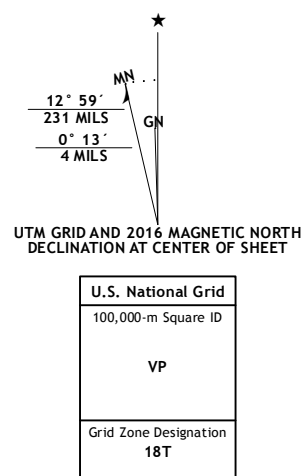 ★
MN
12° 59´
231 MILS
GN
0° 13´
4 MILS
UTM GRID AND 2016 MAGNETIC NORTH
DECLINATION AT CENTER OF SHEET
U.S. National Grid
100,000-m Square ID
VP
Grid Zone Designation
18T